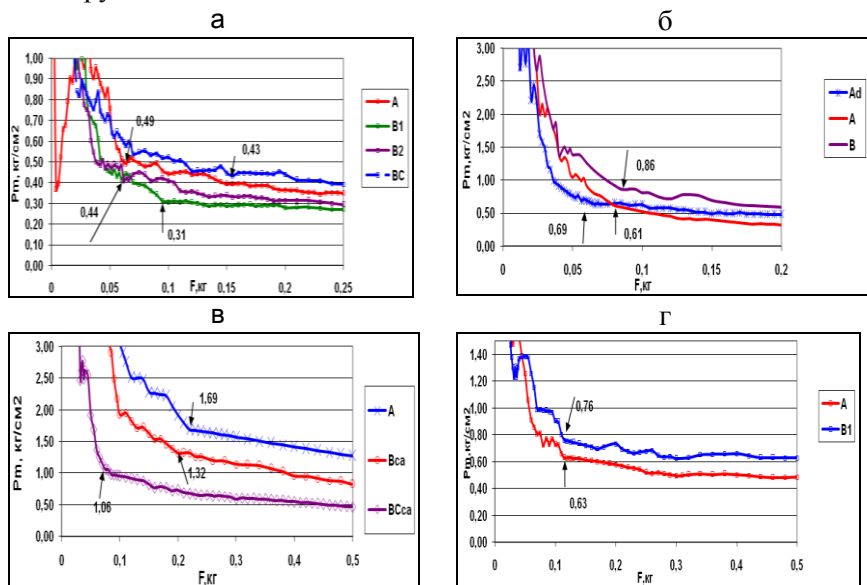 а
Pm, кг/см2
1,00
0,90
0,80
0,70
0,60
0,50
0,40
0,30
0,20
0,10
0,00
0,49
0,43
0,44
0,31
0 0,05 0,1 0,15 0,2 0,25
F,кг
A
B1
B2
BC
б
Pm,кг/см2
3,00
2,50
2,00
1,50
1,00
0,50
0,00
0,86
0,69
0,61
0 0,05 0,1 0,15 0,2
F,кг
Ad
A
B
в
Pm, кг/см2
3,00
2,50
2,00
1,50
1,00
0,50
0,00
1,69
1,32
1,06
0 0,1 0,2 0,3 0,4 0,5
F,кг
A
Bca
BCca
г
Pm, кг/см2
1,40
1,20
1,00
0,80
0,60
0,40
0,20
0,00
0,76
0,63
0 0,1 0,2 0,3 0,4 0,5
F,кг
A
B1